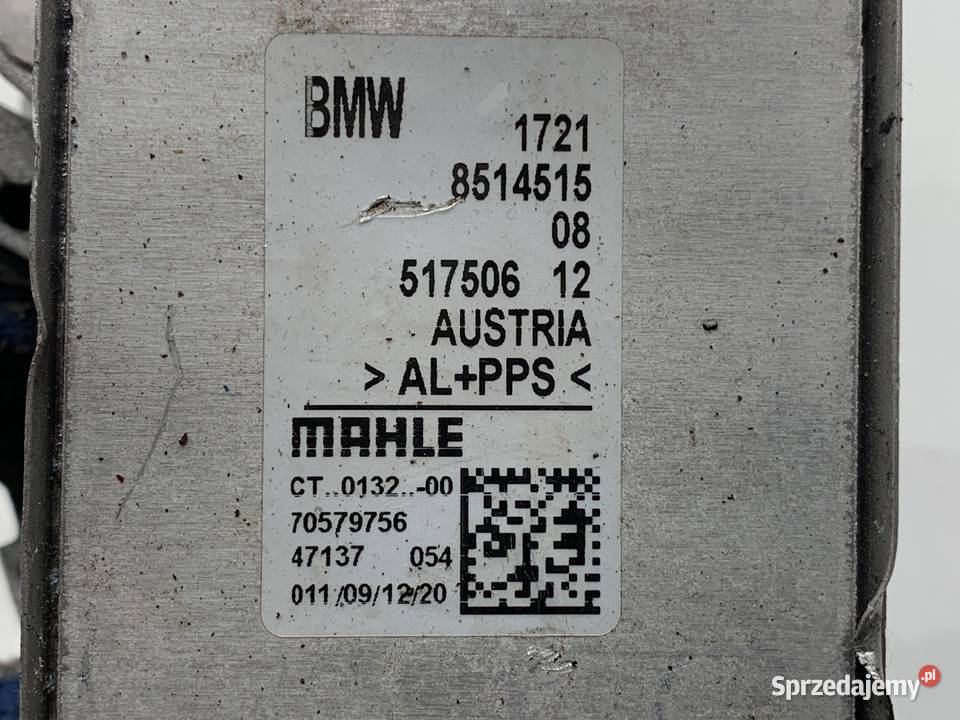 BMW
1721
8514515
08
517506 12
AUSTRIA
> AL+PPS <
MAHLE
CT..0132..-00
70579756
47137 054
011/09/12/20
Sprzedajemy.pl